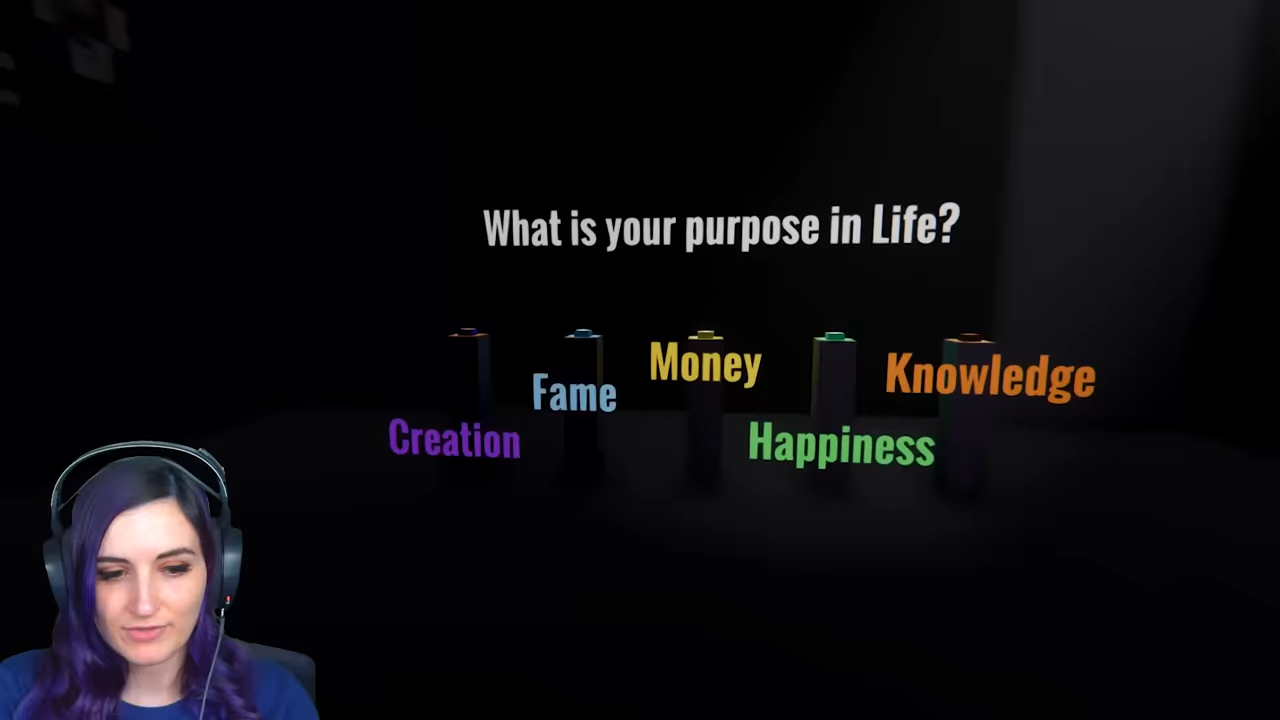 What is your purpose in Life?
Creation
Fame
Money
Happiness
Knowledge